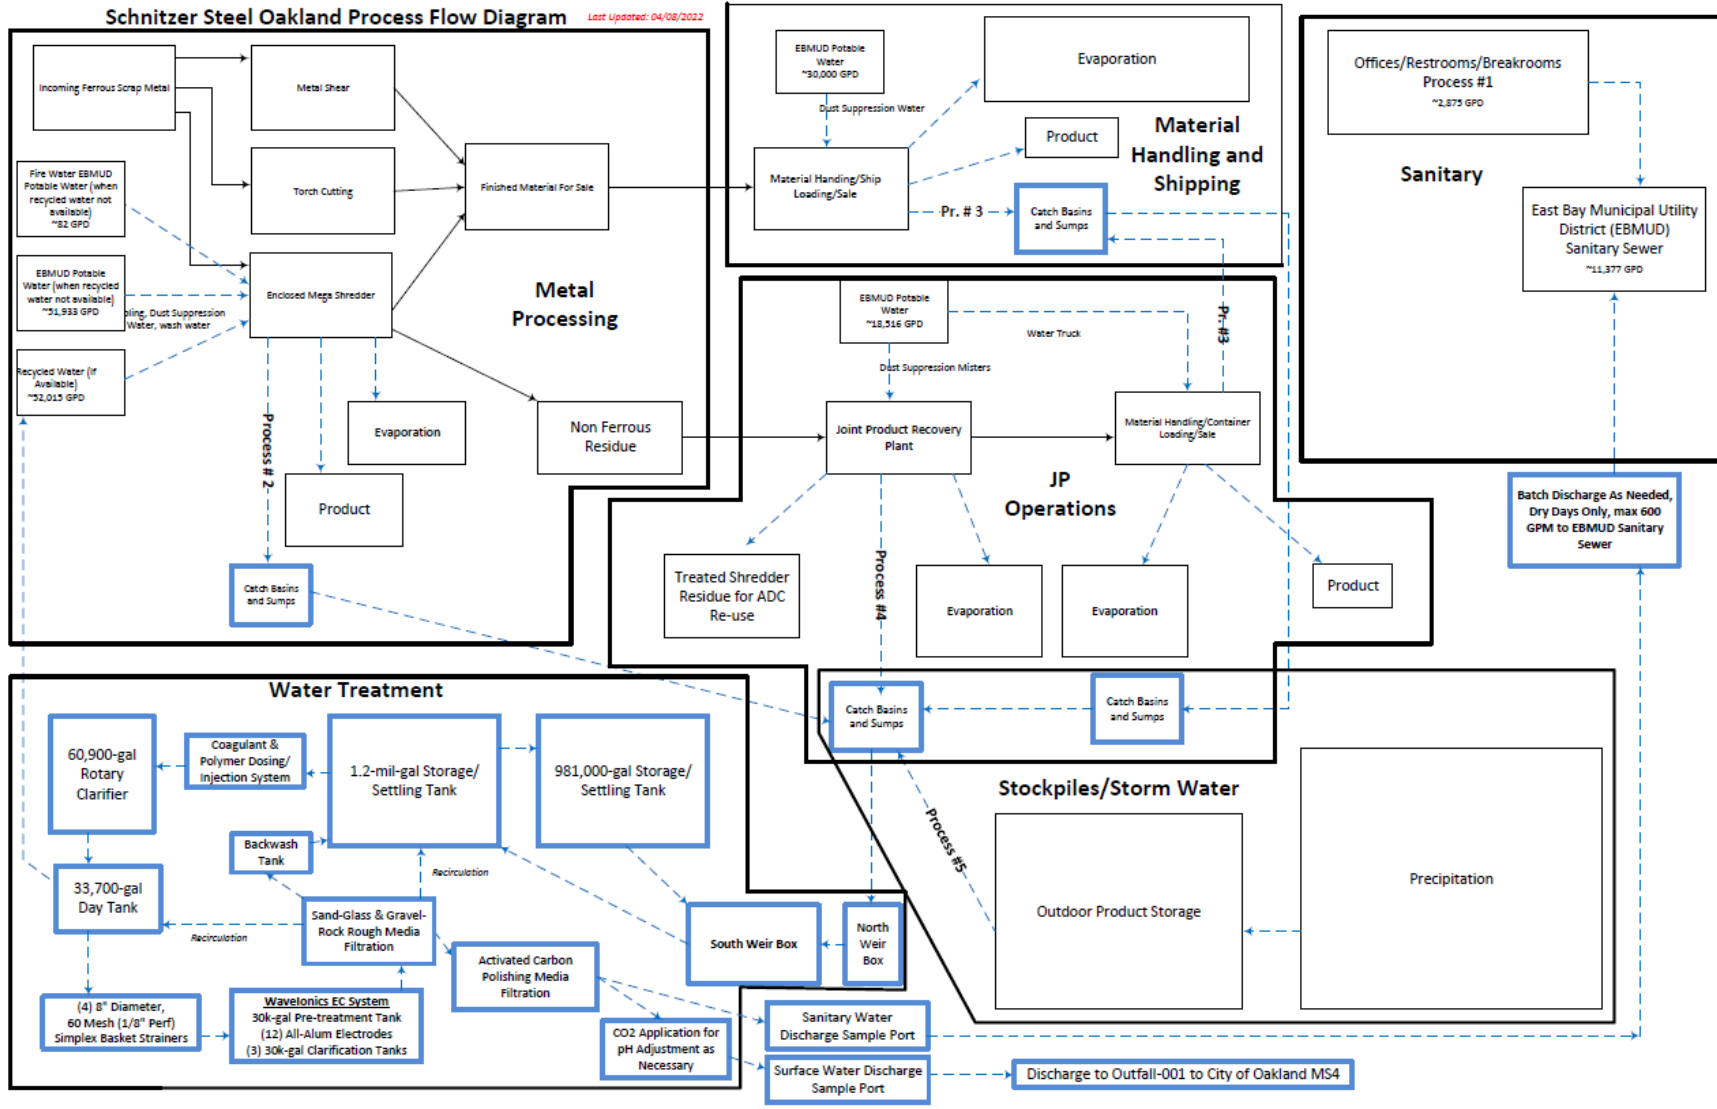 Schnitzer Steel Oakland Process Flow Diagram
Last Updated: 04/08/2022
Incoming Ferrous Scrap Metal
Metal Shear
Torch Cutting
Finished Material For Sale
Fire Water EBMUD
Potable Water (when
recycled water not
available)
~82 GPD
EBMUD Potable
Water (when recycled
water not available)
~51,933 GPD
Dust Suppression
Water, wash water
Enclosed Mega Shredder
Recycled Water (If
Available)
~52,015 GPD
Metal
Processing
Process # 2
Evaporation
Product
Non Ferrous
Residue
Catch Basins
and Sumps
EBMUD Potable
Water
~30,000 GPD
Dust Suppression Water
Evaporation
Product
Material
Handling and
Shipping
Material Handing/Ship
Loading/Sale
Pr. # 3
Catch Basins
and Sumps
Offices/Restrooms/Breakrooms
Process #1
~2,875 GPD
Sanitary
East Bay Municipal Utility
District (EBMUD)
Sanitary Sewer
~11,377 GPD
Batch Discharge As Needed,
Dry Days Only, max 600
GPM to EBMUD Sanitary
Sewer
EBMUD Potable
Water
~18,516 GPD
Water Truck
Pr. #3
Dust Suppression Misters
Joint Product Recovery
Plant
Material Handling/Container
Loading/Sale
JP
Operations
Process #4
Treated Shredder
Residue for ADC
Re-use
Evaporation
Evaporation
Product
Catch Basins
and Sumps
Catch Basins
and Sumps
Stockpiles/Storm Water
Process #5
Outdoor Product Storage
Precipitation
Water Treatment
60,900-gal
Rotary
Clarifier
Coagulant &
Polymer Dosing/
Injection System
1.2-mil-gal Storage/
Settling Tank
981,000-gal Storage/
Settling Tank
Backwash
Tank
Recirculation
33,700-gal
Day Tank
Recirculation
Sand-Glass & Gravel-
Rock Rough Media
Filtration
Activated Carbon
Polishing Media
Filtration
South Weir Box
North
Weir
Box
(4) 8" Diameter,
60 Mesh (1/8" Perf)
Simplex Basket Strainers
WaveIonics EC System
30k-gal Pre-treatment Tank
(12) All-Alum Electrodes
(3) 30k-gal Clarification Tanks
CO2 Application for
pH Adjustment as
Necessary
Sanitary Water
Discharge Sample Port
Surface Water Discharge
Sample Port
Discharge to Outfall-001 to City of Oakland MS4